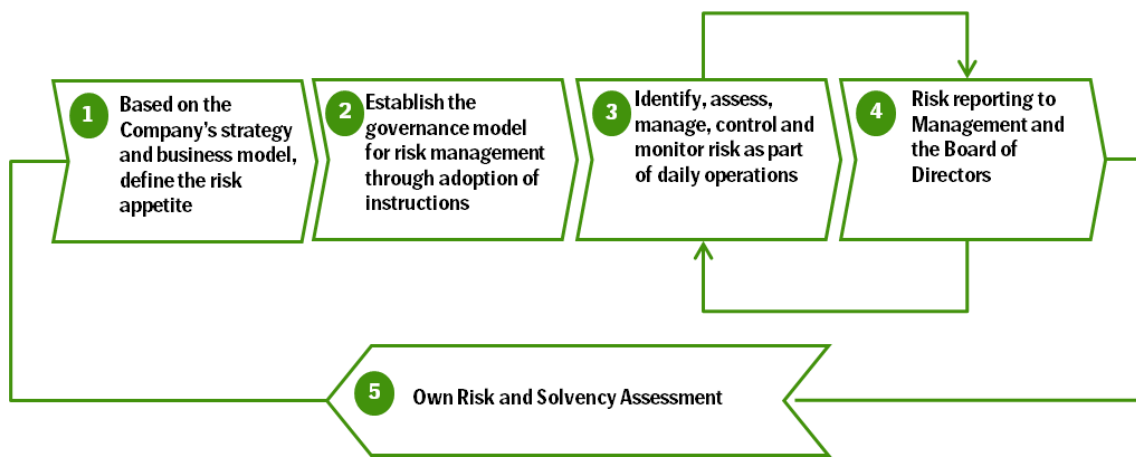 1
Based on the
Company's strategy
and business model,
define the risk
appetite
2
Establish the
governance model
for risk management
through adoption of
instructions
3
Identify, assess,
manage, control and
monitor risk as part
of daily operations
4
Risk reporting to
Management and
the Board of
Directors
5
Own Risk and Solvency Assessment